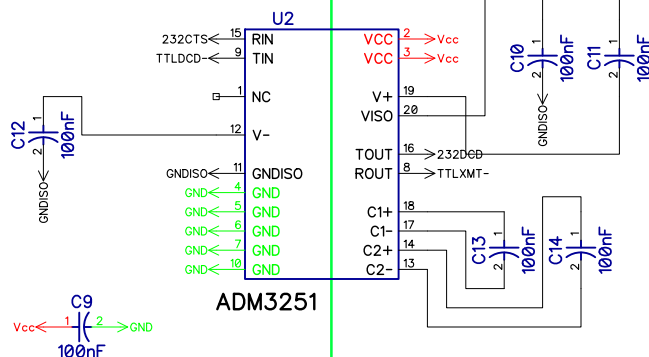 U2
232CTS 15 RIN VCC 2 Vcc
TTLDCD- 9 TIN VCC 3 Vcc
1 NC V+ 19
VISO 20
12 V-
TOUT 16 232DCD
GNDISO 11 GNDISO ROUT 8 TTLXMT-
GND 4 GND
GND 5 GND C1+ 18
GND 6 GND C1- 17
GND 7 GND C2+ 14
GND 10 GND C2- 13
ADM3251
C12 1 2 100nF
GNDISO
C10 1 2 100nF
GNDISO
C11 1 2 100nF
C13 1 2 100nF
C14 1 2 100nF
C9
Vcc 1 2 GND
100nF